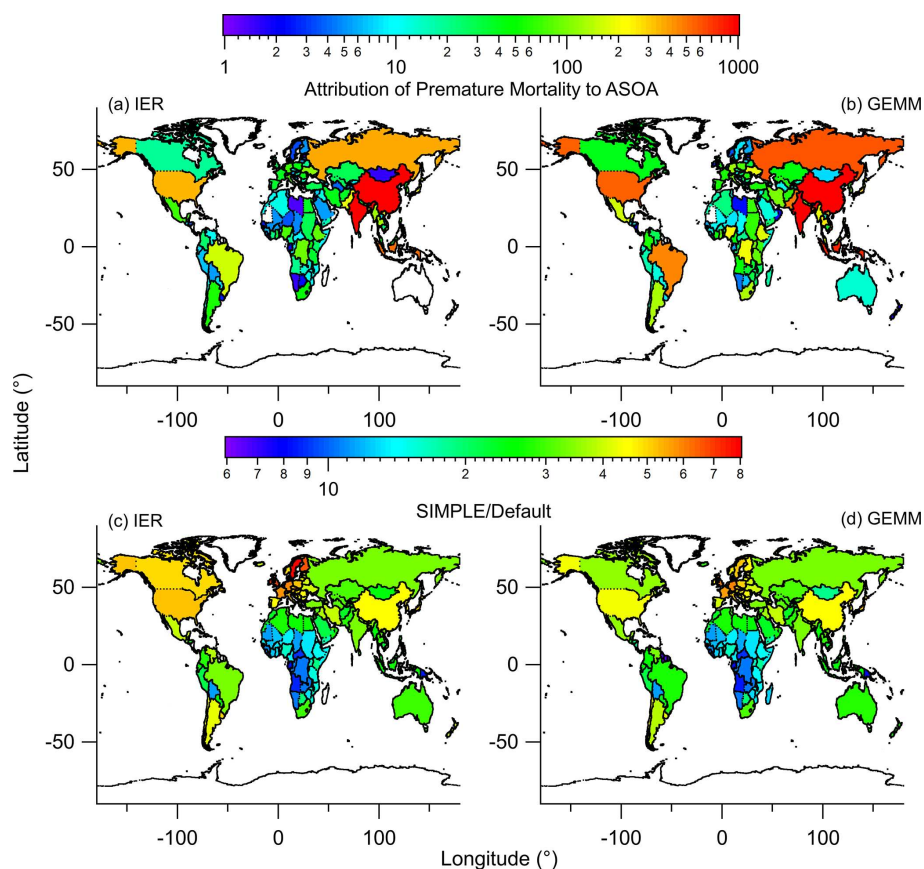 2 3 4 5 6 2 3 4 5 6 2 3 4 5 6
1 10 100 1000
Attribution of Premature Mortality to ASOA
(a) IER
(b) GEMM
50
0
-50
-100 0 100
-100 0 100
Latitude (°)
6 7 8 9 2 3 4 5 6 7 8
10
SIMPLE/Default
(c) IER
(d) GEMM
50
0
-50
-100 0 100
-100 0 100
Longitude (°)